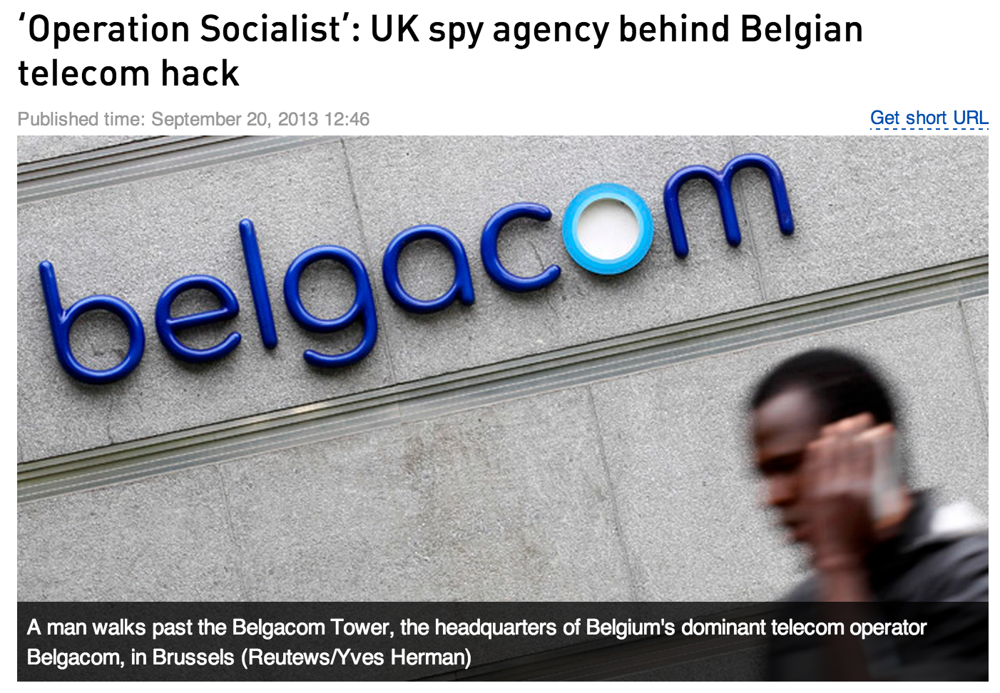 ‘Operation Socialist’: UK spy agency behind Belgian
telecom hack
Published time: September 20, 2013 12:46
Get short URL
belgacom
A man walks past the Belgacom Tower, the headquarters of Belgium's dominant telecom operator
Belgacom, in Brussels (Reutews/Yves Herman)